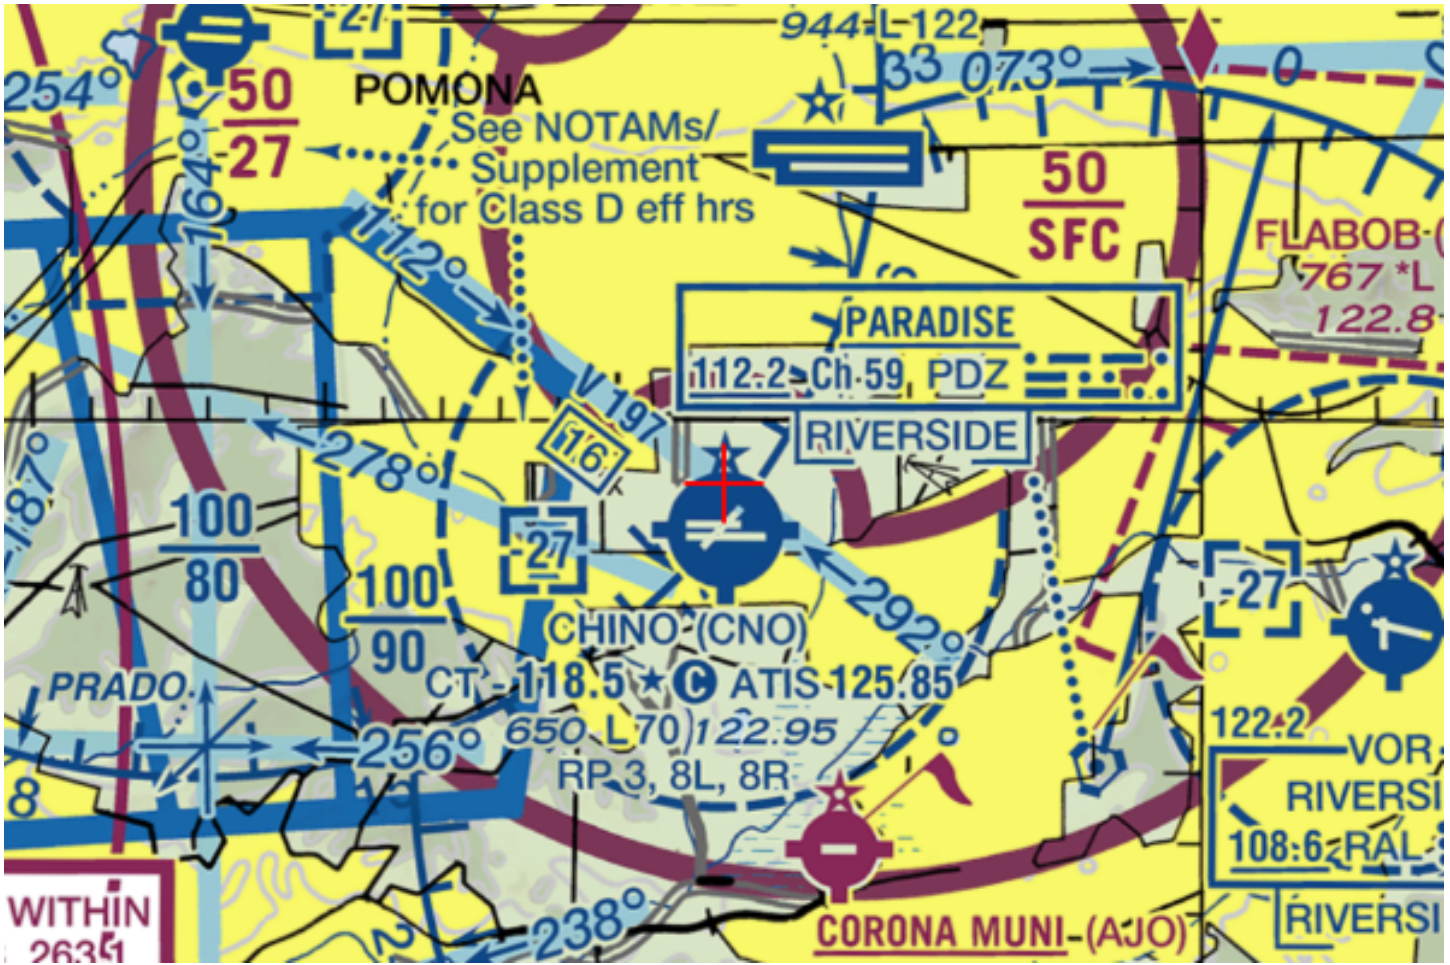 -27
944 L 122
33 073°
0
254°
50
27
POMONA
See NOTAMs/
Supplement
for Class D eff hrs
164°
50
SFC
112°
FLABOB
767 *L
122.8
PARADISE
112.2 Ch 59 PDZ
V 197
16
RIVERSIDE
278°
187°
100
80
-27
100
90
292°
-27
CHINO (CNO)
CT - 118.5 ★ C ATIS 125.85
650 L 70 122.95
RP 3, 8L, 8R
PRADO
256°
8
122.2
VOR
RIVERSI
108.6 RAL
RIVERSI
WITHIN
238°
CORONA MUNI (AJO)